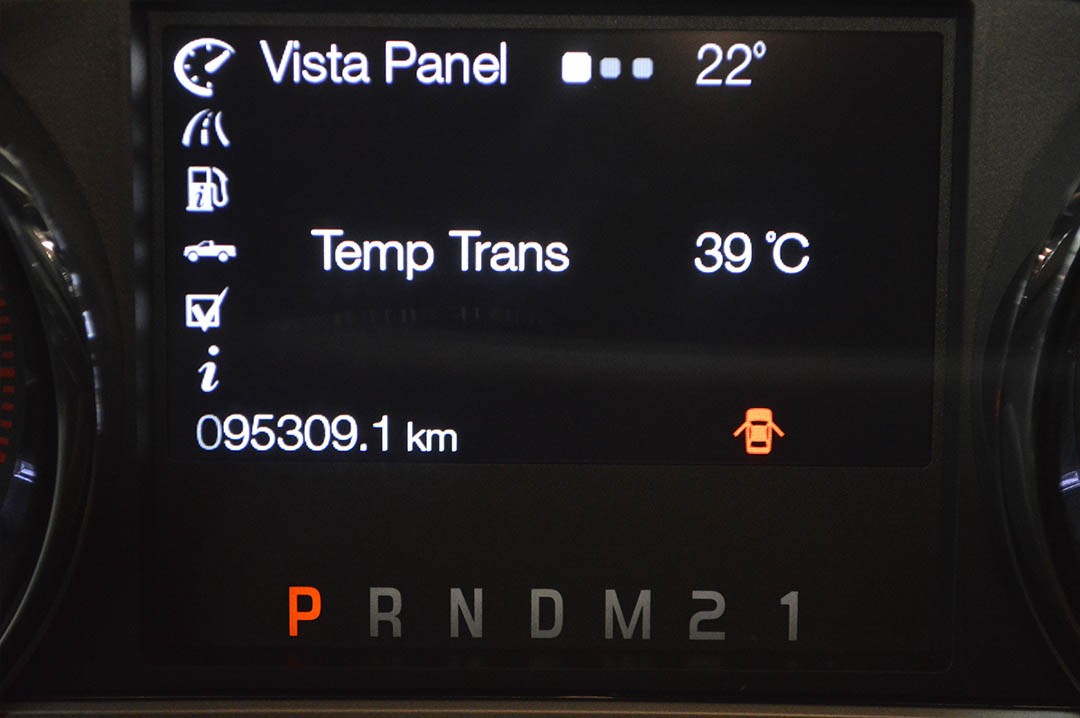 Vista Panel 22°
Temp Trans 39 °C
i
095309.1 km
P R N D M 2 1